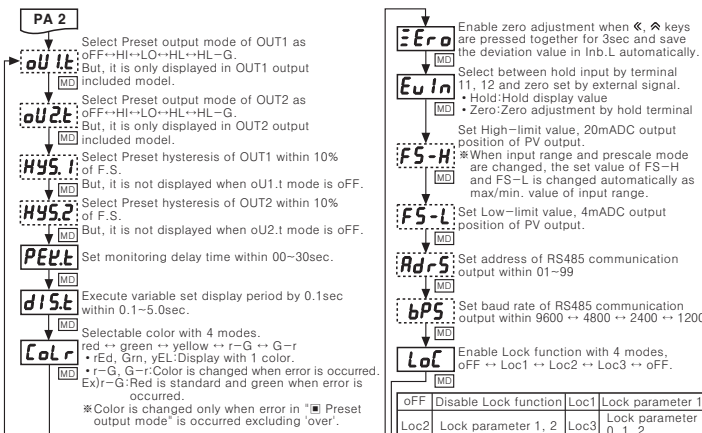 PA 2
oU1.t
Select Preset output mode of OUT1 as
oFF↔HI↔LO↔HL↔HL-G.
But, it is only displayed in OUT1 output
included model.
MD
oU2.t
Select Preset output mode of OUT2 as
oFF↔HI↔LO↔HL↔HL-G.
But, it is only displayed in OUT2 output
included model.
MD
HYS.1
Select Preset hysteresis of OUT1 within 10%
of F.S.
But, it is not displayed when oU1.t mode is oFF.
MD
HYS.2
Select Preset hysteresis of OUT2 within 10%
of F.S.
But, it is not displayed when oU2.t mode is oFF.
MD
PEK.t
Set monitoring delay time within 00~30sec.
MD
dIS.t
Execute variable set display period by 0.1sec
within 0.1~5.0sec.
MD
CoLr
Selectable color with 4 modes.
red ↔ green ↔ yellow ↔ r-G ↔ G-r
• rEd, Grn, yEL:Display with 1 color.
• r-G, G-r:Color is changed when error is occurred.
Ex)r-G:Red is standard and green when error is
occurred.
※Color is changed only when error in "▣ Preset
output mode" is occurred excluding 'over'.
MD
ZEro
Enable zero adjustment when «, ︽ keys
are pressed together for 3sec and save
the deviation value in Inb.L automatically.
MD
EvIn
Select between hold input by terminal
11, 12 and zero set by external signal.
• Hold:Hold display value
• Zero:Zero adjustment by hold terminal
MD
FS-H
Set High-limit value, 20mADC output
position of PV output.
※When input range and prescale mode
are changed, the set value of FS-H
and FS-L is changed automatically as
max/min. value of input range.
MD
FS-L
Set Low-limit value, 4mADC output
position of PV output.
MD
AdrS
Set address of RS485 communication
output within 01~99
MD
bPS
Set baud rate of RS485 communication
output within 9600 ↔ 4800 ↔ 2400 ↔ 1200
MD
LoC
Enable Lock function with 4 modes,
oFF ↔ Loc1 ↔ Loc2 ↔ Loc3 ↔ oFF.
MD
oFF Disable Lock function Loc1 Lock parameter 1
Loc2 Lock parameter 1, 2 Loc3 Lock parameter
0, 1, 2